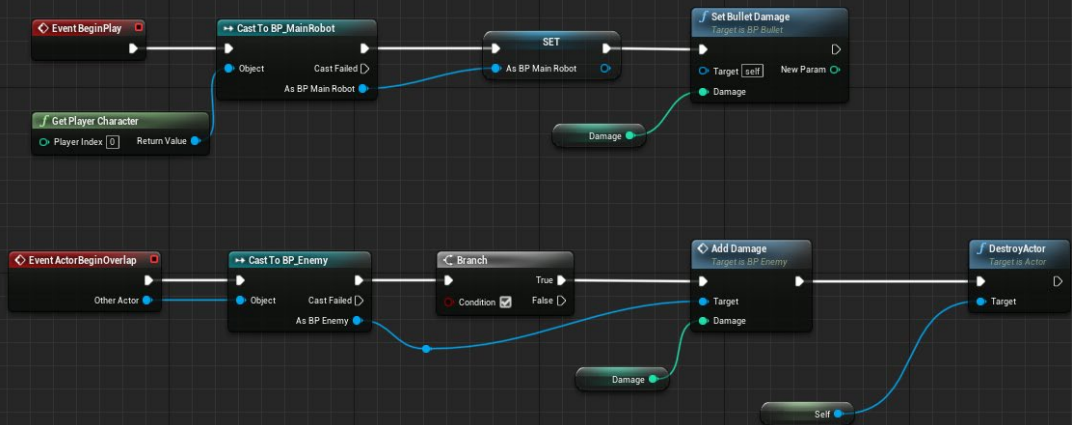 Event BeginPlay
Cast To BP_MainRobot
Object
Cast Failed
As BP Main Robot
Get Player Character
Player Index 0
Return Value
SET
As BP Main Robot
Set Bullet Damage
Target is BP Bullet
Target self
New Param
Damage
Damage
Event ActorBeginOverlap
Other Actor
Cast To BP_Enemy
Object
Cast Failed
As BP Enemy
Branch
True
Condition
False
Add Damage
Target is BP Enemy
Target
Damage
Damage
DestroyActor
Target is Actor
Target
Self